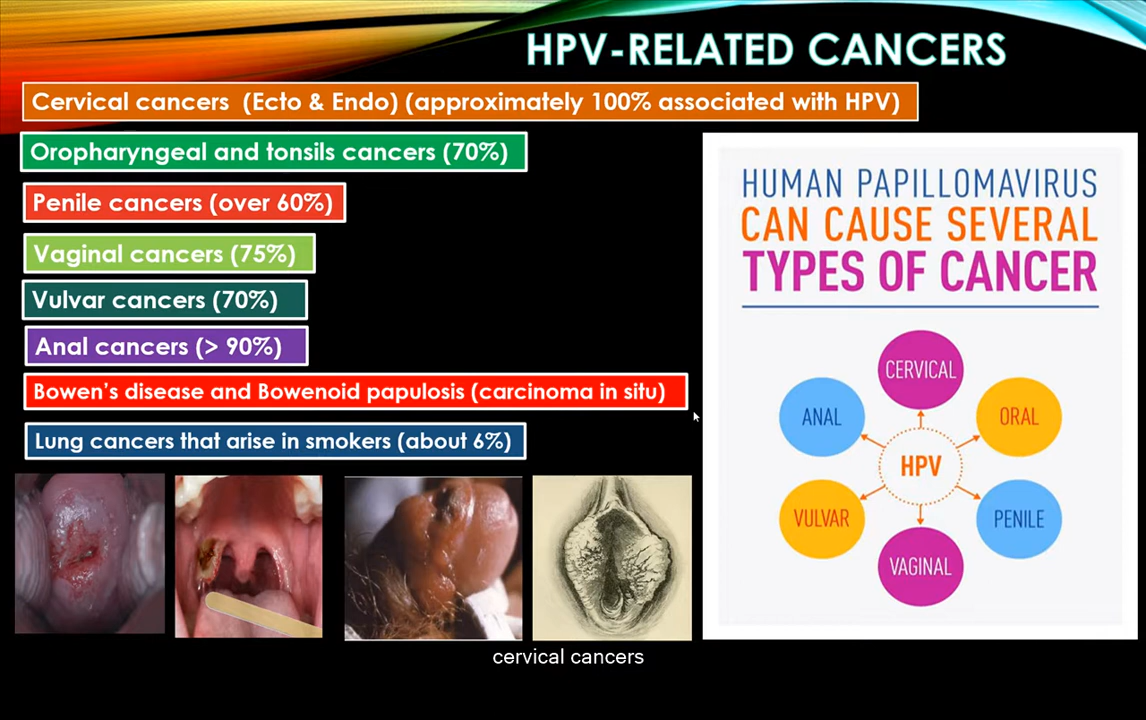 HPV-RELATED CANCERS
Cervical cancers (Ecto & Endo) (approximately 100% associated with HPV)
Oropharyngeal and tonsils cancers (70%)
Penile cancers (over 60%)
Vaginal cancers (75%)
Vulvar cancers (70%)
Anal cancers (> 90%)
Bowen's disease and Bowenoid papulosis (carcinoma in situ)
Lung cancers that arise in smokers (about 6%)
HUMAN PAPILLOMAVIRUS
CAN CAUSE SEVERAL
TYPES OF CANCER
CERVICAL
ANAL
ORAL
HPV
VULVAR
PENILE
VAGINAL
cervical cancers